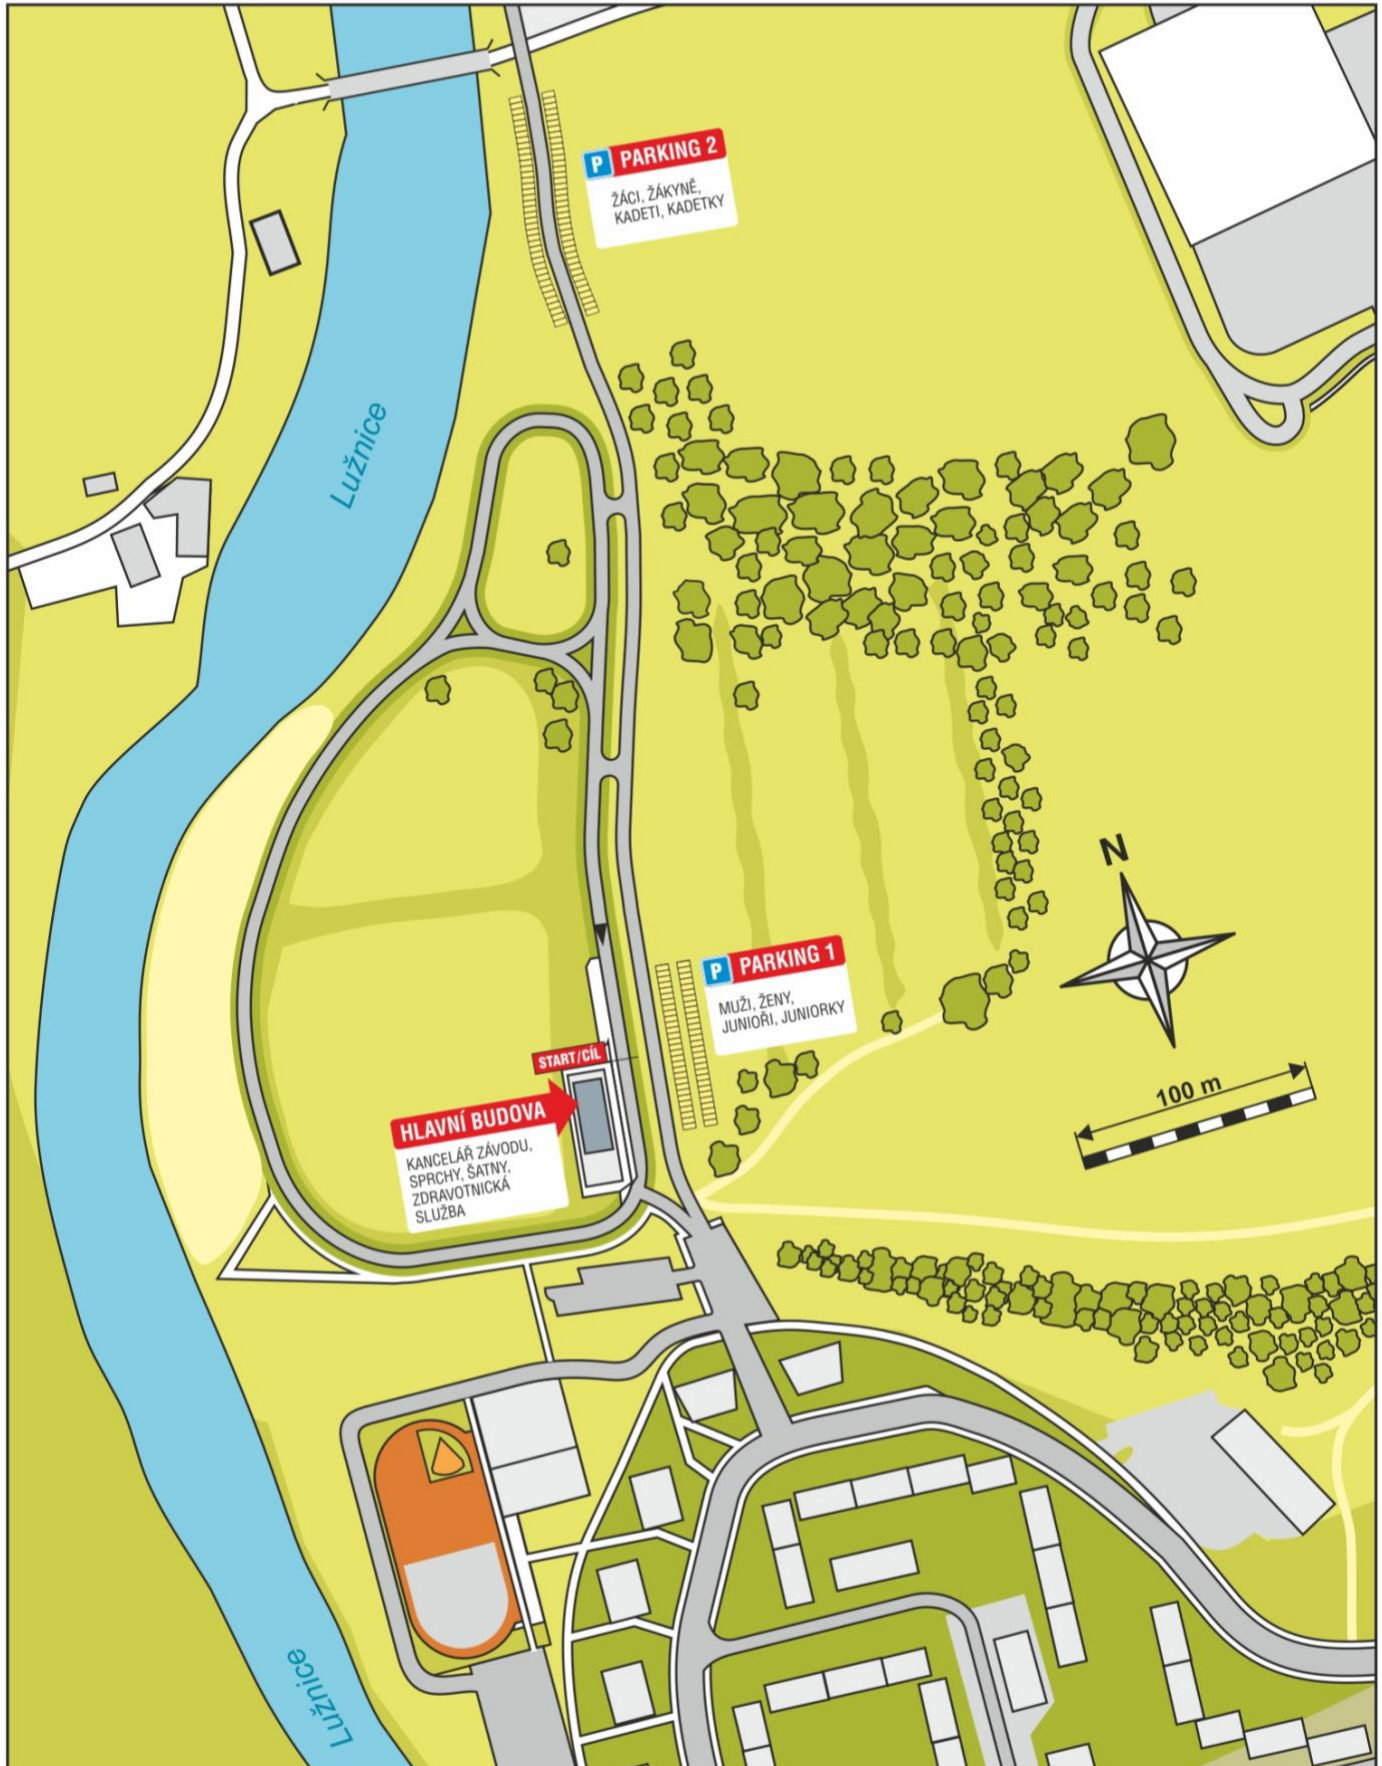 P PARKING 2
ŽÁCI, ŽÁKYNĚ,
KADETI, KADETKY
Lužnice
N
P PARKING 1
MUŽI, ŽENY,
JUNIOŘI, JUNIORKY
START/CÍL
100 m
HLAVNÍ BUDOVA
KANCELÁŘ ZÁVODU,
SPRCHY, ŠATNY,
ZDRAVOTNICKÁ
SLUŽBA
Lužnice